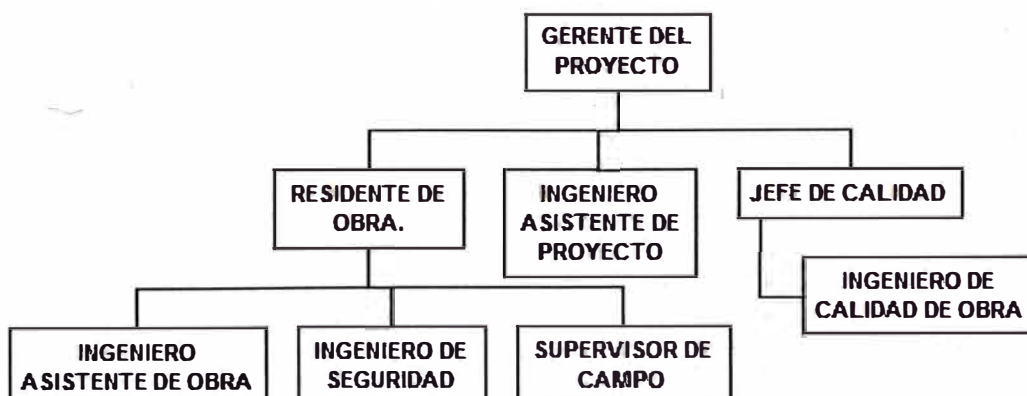 GERENTE DEL
PROYECTO
RESIDENTE DE
OBRA.
INGENIERO
ASISTENTE DE
PROYECTO
JEFE DE CALIDAD
INGENIERO DE
CALIDAD DE OBRA
INGENIERO
ASISTENTE DE OBRA
INGENIERO DE
SEGURIDAD
SUPERVISOR DE
CAMPO